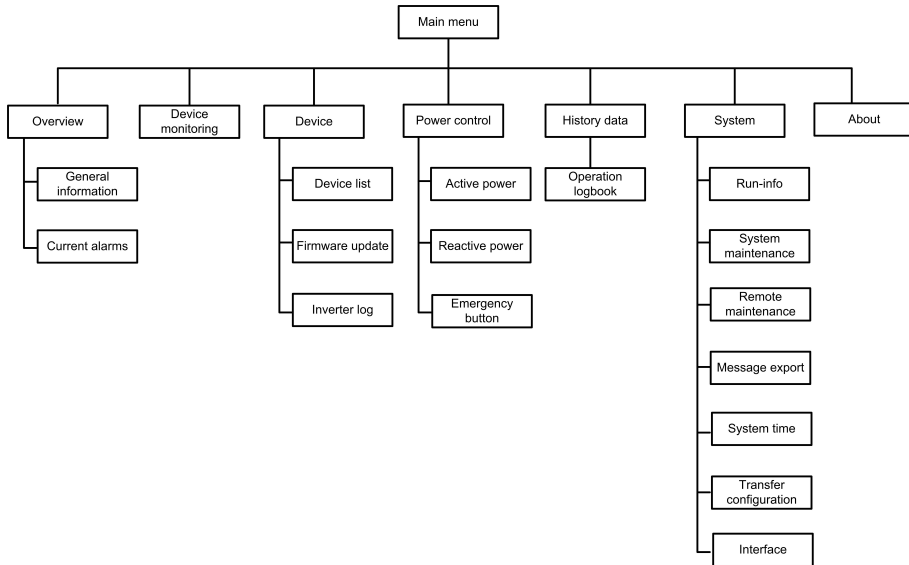 Main menu
Overview
Device
monitoring
Device
Power control
History data
System
About
General
information
Current alarms
Device list
Firmware update
Inverter log
Active power
Reactive power
Emergency
button
Operation
logbook
Run-info
System
maintenance
Remote
maintenance
Message export
System time
Transfer
configuration
Interface